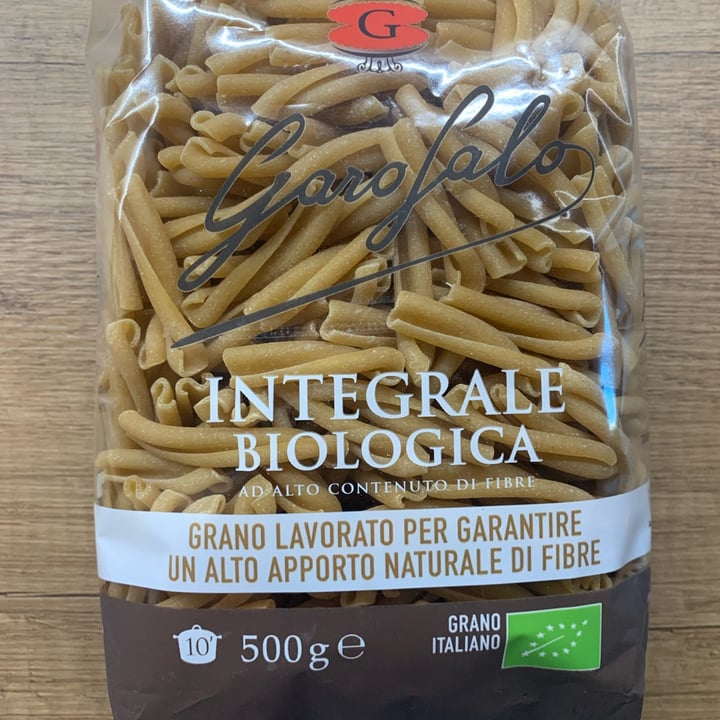 G
Garofalo
INTEGRALE
BIOLOGICA
AD ALTO CONTENUTO DI FIBRE
GRANO LAVORATO PER GARANTIRE
UN ALTO APPORTO NATURALE DI FIBRE
10'
500g e
GRANO
ITALIANO